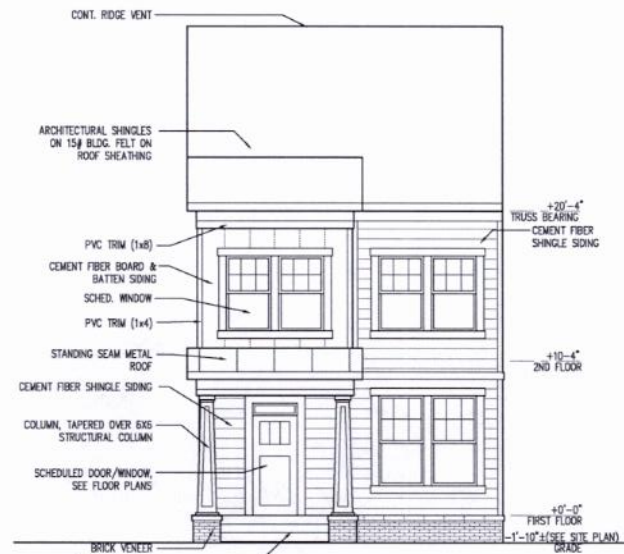 CONT. RIDGE VENT
ARCHITECTURAL SHINGLES
ON 15# BLDG. FELT ON
ROOF SHEATHING
+20'-4"
TRUSS BEARING
CEMENT FIBER
SHINGLE SIDING
PVC TRIM (1x8)
CEMENT FIBER BOARD &
BATTEN SIDING
SCHED. WINDOW
PVC TRIM (1x4)
STANDING SEAM METAL
ROOF
+10'-4"
2ND FLOOR
CEMENT FIBER SHINGLE SIDING
COLUMN, TAPERED OVER 6X6
STRUCTURAL COLUMN
SCHEDULED DOOR/WINDOW,
SEE FLOOR PLANS
+0'-0"
FIRST FLOOR
-1'-10"±(SEE SITE PLAN)
GRADE
BRICK VENEER